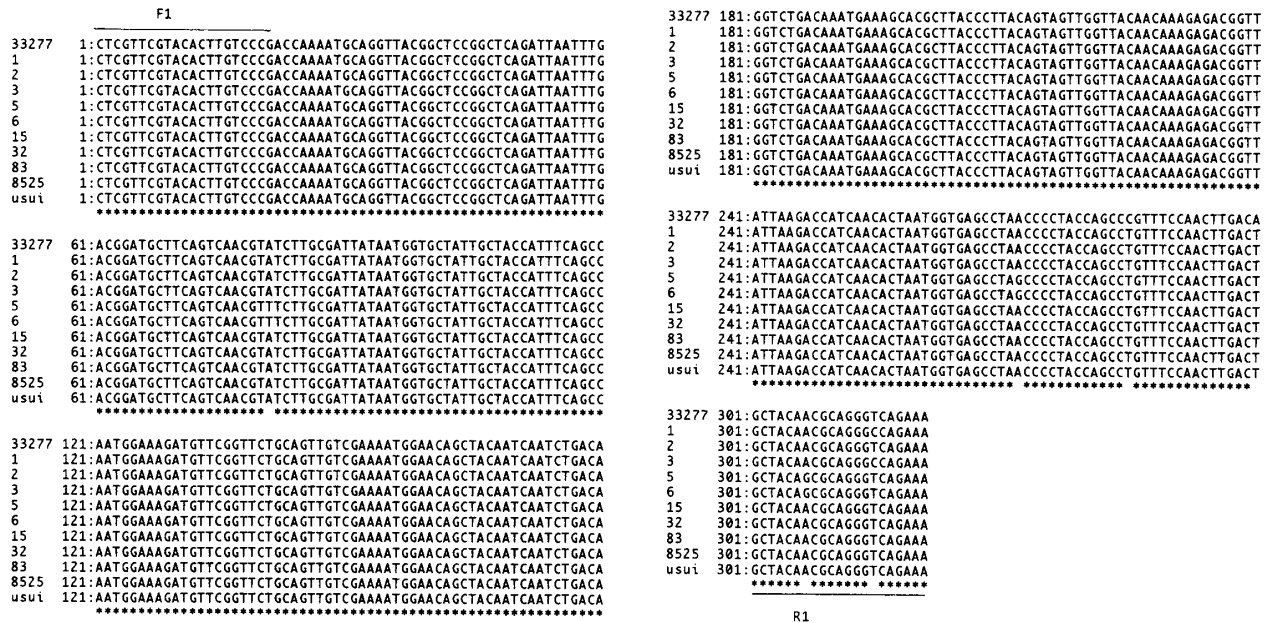 F1
33277 1:CTCGTTCGTACACTTGTCCCGACCAAAATGCAGGTTACGGCTCCGGCTCAGATTAATTTG
1 1:CTCGTTCGTACACTTGTCCCGACCAAAATGCAGGTTACGGCTCCGGCTCAGATTAATTTG
2 1:CTCGTTCGTACACTTGTCCCGACCAAAATGCAGGTTACGGCTCCGGCTCAGATTAATTTG
3 1:CTCGTTCGTACACTTGTCCCGACCAAAATGCAGGTTACGGCTCCGGCTCAGATTAATTTG
5 1:CTCGTTCGTACACTTGTCCCGACCAAAATGCAGGTTACGGCTCCGGCTCAGATTAATTTG
6 1:CTCGTTCGTACACTTGTCCCGACCAAAATGCAGGTTACGGCTCCGGCTCAGATTAATTTG
15 1:CTCGTTCGTACACTTGTCCCGACCAAAATGCAGGTTACGGCTCCGGCTCAGATTAATTTG
32 1:CTCGTTCGTACACTTGTCCCGACCAAAATGCAGGTTACGGCTCCGGCTCAGATTAATTTG
83 1:CTCGTTCGTACACTTGTCCCGACCAAAATGCAGGTTACGGCTCCGGCTCAGATTAATTTG
8525 1:CTCGTTCGTACACTTGTCCCGACCAAAATGCAGGTTACGGCTCCGGCTCAGATTAATTTG
usui 1:CTCGTTCGTACACTTGTCCCGACCAAAATGCAGGTTACGGCTCCGGCTCAGATTAATTTG
************************************************************
33277 61:ACGGATGCTTCAGTCAACGTATCTTGCGATTATAATGGTGCTATTGCTACCATTTCAGCC
1 61:ACGGATGCTTCAGTCAACGTATCTTGCGATTATAATGGTGCTATTGCTACCATTTCAGCC
2 61:ACGGATGCTTCAGTCAACGTATCTTGCGATTATAATGGTGCTATTGCTACCATTTCAGCC
3 61:ACGGATGCTTCAGTCAACGTATCTTGCGATTATAATGGTGCTATTGCTACCATTTCAGCC
5 61:ACGGATGCTTCAGTCAACGTTTCTTGCGATTATAATGGTGCTATTGCTACCATTTCAGCC
6 61:ACGGATGCTTCAGTCAACGTTTCTTGCGATTATAATGGTGCTATTGCTACCATTTCAGCC
15 61:ACGGATGCTTCAGTCAACGTATCTTGCGATTATAATGGTGCTATTGCTACCATTTCAGCC
32 61:ACGGATGCTTCAGTCAACGTATCTTGCGATTATAATGGTGCTATTGCTACCATTTCAGCC
83 61:ACGGATGCTTCAGTCAACGTATCTTGCGATTATAATGGTGCTATTGCTACCATTTCAGCC
8525 61:ACGGATGCTTCAGTCAACGTATCTTGCGATTATAATGGTGCTATTGCTACCATTTCAGCC
usui 61:ACGGATGCTTCAGTCAACGTATCTTGCGATTATAATGGTGCTATTGCTACCATTTCAGCC
******************** ***************************************
33277 121:AATGGAAAGATGTTCGGTTCTGCAGTTGTCGAAAATGGAACAGCTACAATCAATCTGACA
1 121:AATGGAAAGATGTTCGGTTCTGCAGTTGTCGAAAATGGAACAGCTACAATCAATCTGACA
2 121:AATGGAAAGATGTTCGGTTCTGCAGTTGTCGAAAATGGAACAGCTACAATCAATCTGACA
3 121:AATGGAAAGATGTTCGGTTCTGCAGTTGTCGAAAATGGAACAGCTACAATCAATCTGACA
5 121:AATGGAAAGATGTTCGGTTCTGCAGTTGTCGAAAATGGAACAGCTACAATCAATCTGACA
6 121:AATGGAAAGATGTTCGGTTCTGCAGTTGTCGAAAATGGAACAGCTACAATCAATCTGACA
15 121:AATGGAAAGATGTTCGGTTCTGCAGTTGTCGAAAATGGAACAGCTACAATCAATCTGACA
32 121:AATGGAAAGATGTTCGGTTCTGCAGTTGTCGAAAATGGAACAGCTACAATCAATCTGACA
83 121:AATGGAAAGATGTTCGGTTCTGCAGTTGTCGAAAATGGAACAGCTACAATCAATCTGACA
8525 121:AATGGAAAGATGTTCGGTTCTGCAGTTGTCGAAAATGGAACAGCTACAATCAATCTGACA
usui 121:AATGGAAAGATGTTCGGTTCTGCAGTTGTCGAAAATGGAACAGCTACAATCAATCTGACA
************************************************************
33277 181:GGTCTGACAAATGAAAGCACGCTTACCCTTACAGTAGTTGGTTACAACAAAGAGACGGTT
1 181:GGTCTGACAAATGAAAGCACGCTTACCCTTACAGTAGTTGGTTACAACAAAGAGACGGTT
2 181:GGTCTGACAAATGAAAGCACGCTTACCCTTACAGTAGTTGGTTACAACAAAGAGACGGTT
3 181:GGTCTGACAAATGAAAGCACGCTTACCCTTACAGTAGTTGGTTACAACAAAGAGACGGTT
5 181:GGTCTGACAAATGAAAGCACGCTTACCCTTACAGTAGTTGGTTACAACAAAGAGACGGTT
6 181:GGTCTGACAAATGAAAGCACGCTTACCCTTACAGTAGTTGGTTACAACAAAGAGACGGTT
15 181:GGTCTGACAAATGAAAGCACGCTTACCCTTACAGTAGTTGGTTACAACAAAGAGACGGTT
32 181:GGTCTGACAAATGAAAGCACGCTTACCCTTACAGTAGTTGGTTACAACAAAGAGACGGTT
83 181:GGTCTGACAAATGAAAGCACGCTTACCCTTACAGTAGTTGGTTACAACAAAGAGACGGTT
8525 181:GGTCTGACAAATGAAAGCACGCTTACCCTTACAGTAGTTGGTTACAACAAAGAGACGGTT
usui 181:GGTCTGACAAATGAAAGCACGCTTACCCTTACAGTAGTTGGTTACAACAAAGAGACGGTT
************************************************************
33277 241:ATTAAGACCATCAACACTAATGGTGAGCCTAACCCCTACCAGCCCGTTTCCAACTTGACA
1 241:ATTAAGACCATCAACACTAATGGTGAGCCTAACCCCTACCAGCCTGTTTCCAACTTGACT
2 241:ATTAAGACCATCAACACTAATGGTGAGCCTAACCCCTACCAGCCTGTTTCCAACTTGACT
3 241:ATTAAGACCATCAACACTAATGGTGAGCCTAACCCCTACCAGCCTGTTTCCAACTTGACT
5 241:ATTAAGACCATCAACACTAATGGTGAGCCTAGCCCCTACCAGCCTGTTTCCAACTTGACT
6 241:ATTAAGACCATCAACACTAATGGTGAGCCTAGCCCCTACCAGCCTGTTTCCAACTTGACT
15 241:ATTAAGACCATCAACACTAATGGTGAGCCTAACCCCTACCAGCCTGTTTCCAACTTGACT
32 241:ATTAAGACCATCAACACTAATGGTGAGCCTAACCCCTACCAGCCTGTTTCCAACTTGACT
83 241:ATTAAGACCATCAACACTAATGGTGAGCCTAACCCCTACCAGCCTGTTTCCAACTTGACT
8525 241:ATTAAGACCATCAACACTAATGGTGAGCCTAACCCCTACCAGCCTGTTTCCAACTTGACT
usui 241:ATTAAGACCATCAACACTAATGGTGAGCCTAACCCCTACCAGCCTGTTTCCAACTTGACT
******************************* ************ ***************
33277 301:GCTACAACGCAGGGTCAGAAA
1 301:GCTACAACGCAGGGCCAGAAA
2 301:GCTACAACGCAGGGTCAGAAA
3 301:GCTACAACGCAGGGCCAGAAA
5 301:GCTACAACGCAGGGTCAGAAA
6 301:GCTACAGCGCAGGGTCAGAAA
15 301:GCTACAACGCAGGGTCAGAAA
32 301:GCTACAACGCAGGGTCAGAAA
83 301:GCTACAACGCAGGGTCAGAAA
8525 301:GCTACAACGCAGGGTCAGAAA
usui 301:GCTACAACGCAGGGTCAGAAA
****** ******* ******
R1